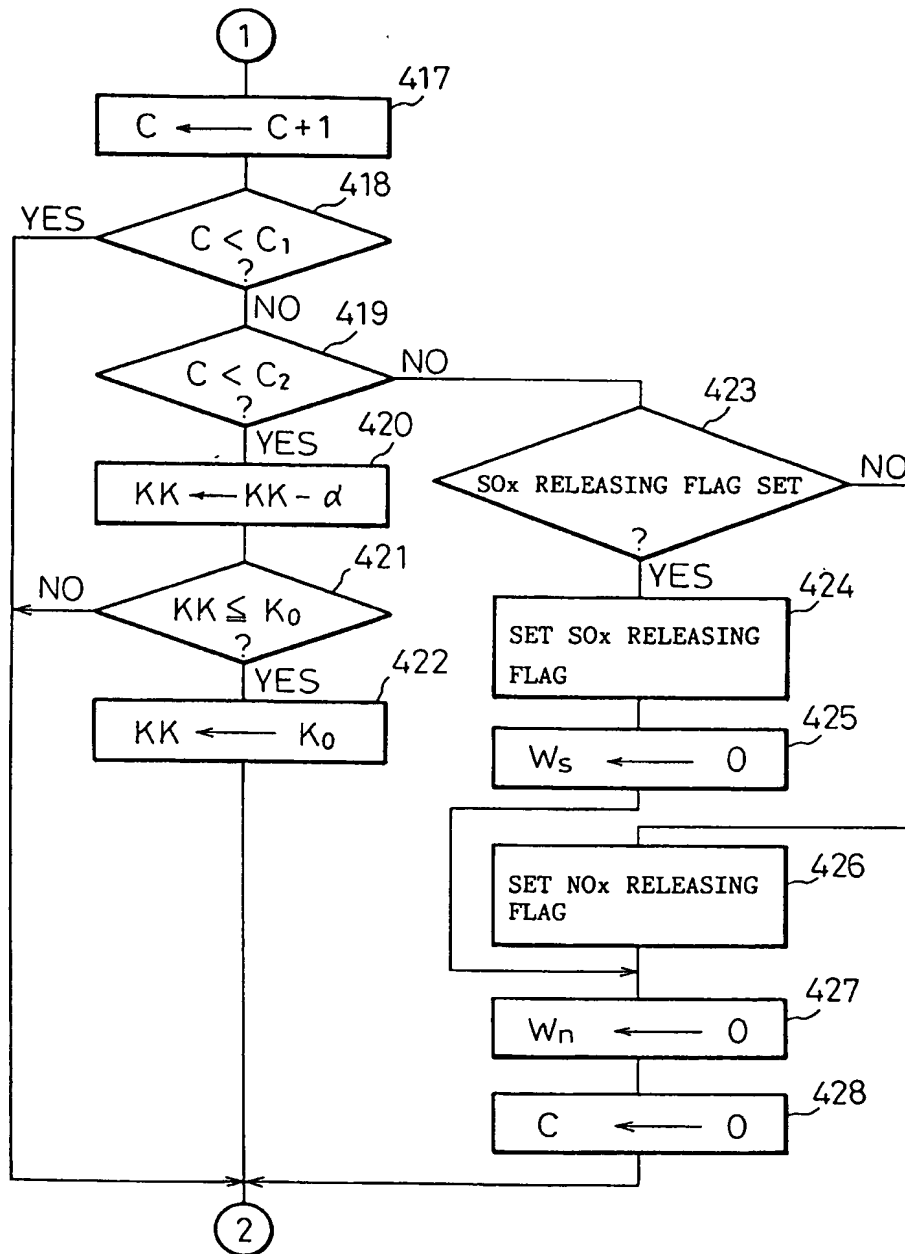 1
417
C ← C+1
418
YES
C < C₁
?
NO
419
NO
C < C₂
?
YES
420
KK ← KK - α
421
NO
KK ≦ K₀
?
YES
422
KK ← K₀
423
NO
SOx RELEASING FLAG SET
?
YES
424
SET SOx RELEASING
FLAG
425
Ws ← 0
426
SET NOx RELEASING
FLAG
427
Wn ← 0
428
C ← 0
2